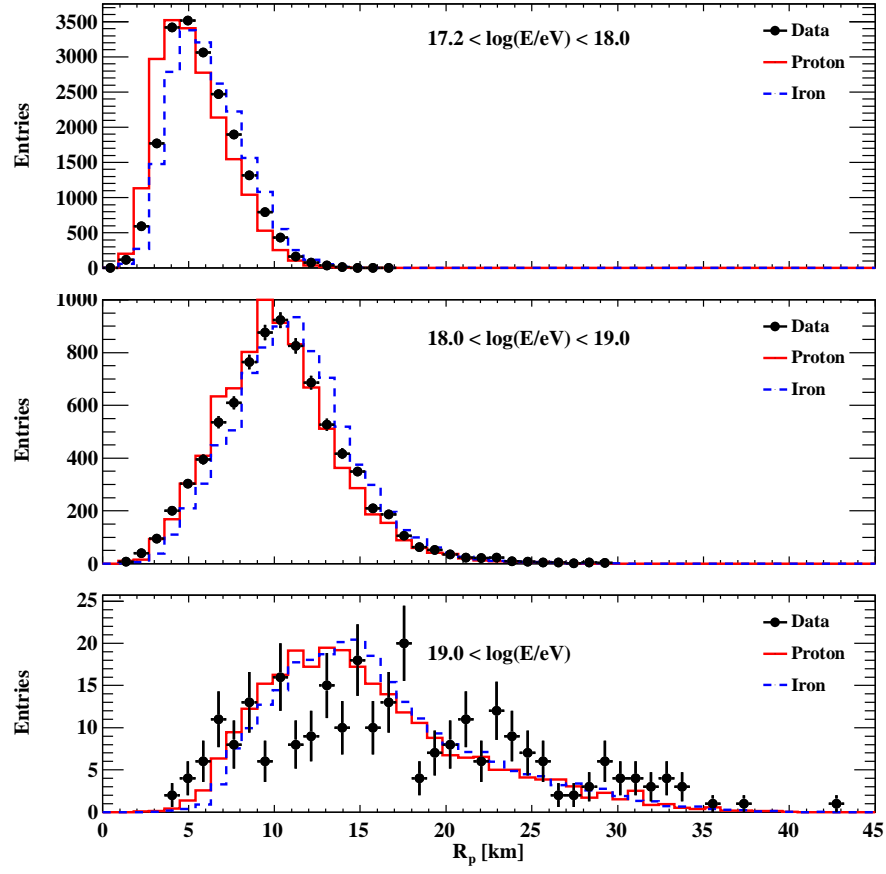 3500
3000
2500
2000
1500
1000
500
0
Entries
17.2 < log(E/eV) < 18.0
Data
Proton
Iron
1000
800
600
400
200
0
Entries
18.0 < log(E/eV) < 19.0
Data
Proton
Iron
25
20
15
10
5
0
Entries
19.0 < log(E/eV)
Data
Proton
Iron
0 5 10 15 20 25 30 35 40 45
Rp [km]